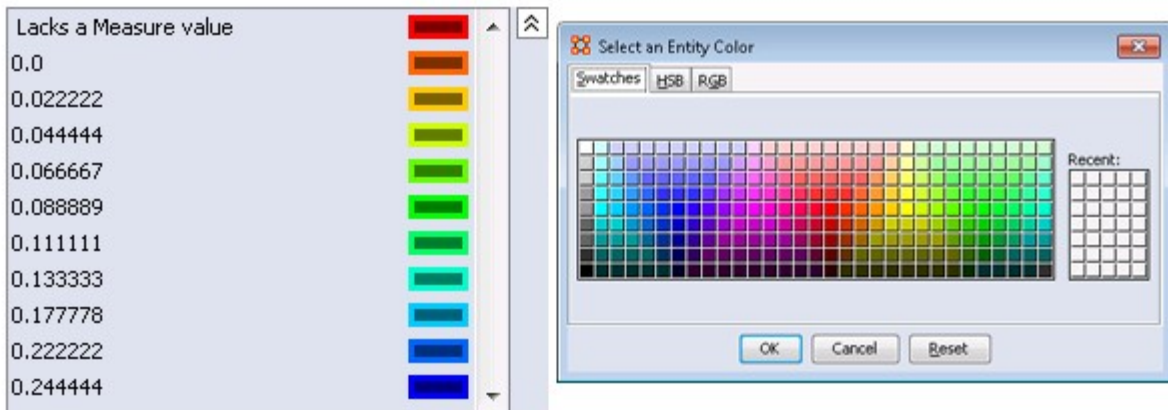 Lacks a Measure value
0.0
0.022222
0.044444
0.066667
0.088889
0.111111
0.133333
0.177778
0.222222
0.244444
Select an Entity Color
Swatches HSB RGB
Recent:
OK Cancel Reset